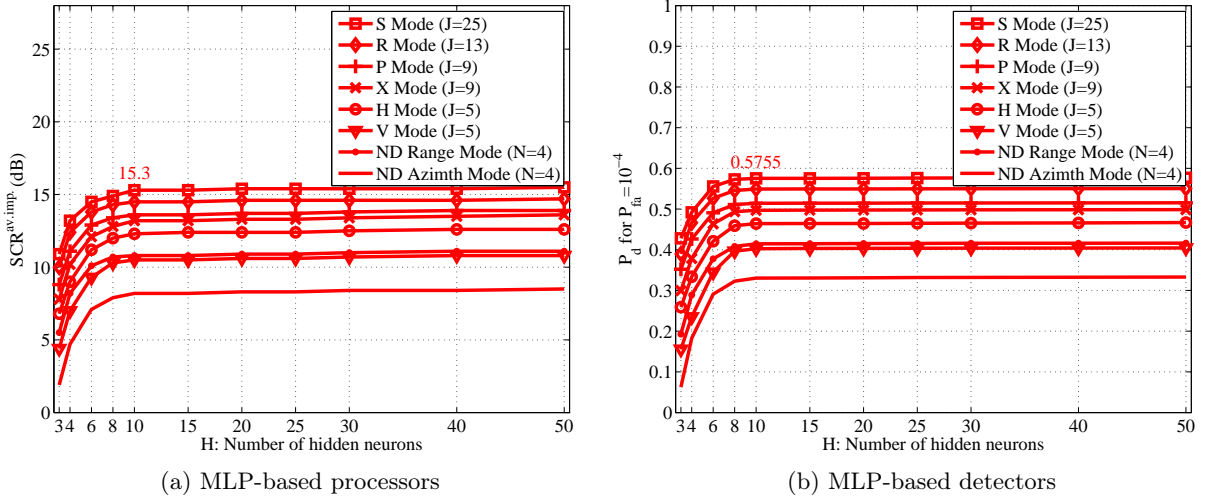 25
20
15
10
5
0
3 4 6 8 10 15 20 25 30 40 50
SCR^av.imp. (dB)
H: Number of hidden neurons
15.3
S Mode (J=25)
R Mode (J=13)
P Mode (J=9)
X Mode (J=9)
H Mode (J=5)
V Mode (J=5)
ND Range Mode (N=4)
ND Azimth Mode (N=4)
(a) MLP-based processors
1
0.9
0.8
0.7
0.6
0.5
0.4
0.3
0.2
0.1
0
3 4 6 8 10 15 20 25 30 40 50
P_d for P_fa=10^-4
H: Number of hidden neurons
0.5755
S Mode (J=25)
R Mode (J=13)
P Mode (J=9)
X Mode (J=9)
H Mode (J=5)
V Mode (J=5)
ND Range Mode (N=4)
ND Azimth Mode (N=4)
(b) MLP-based detectors